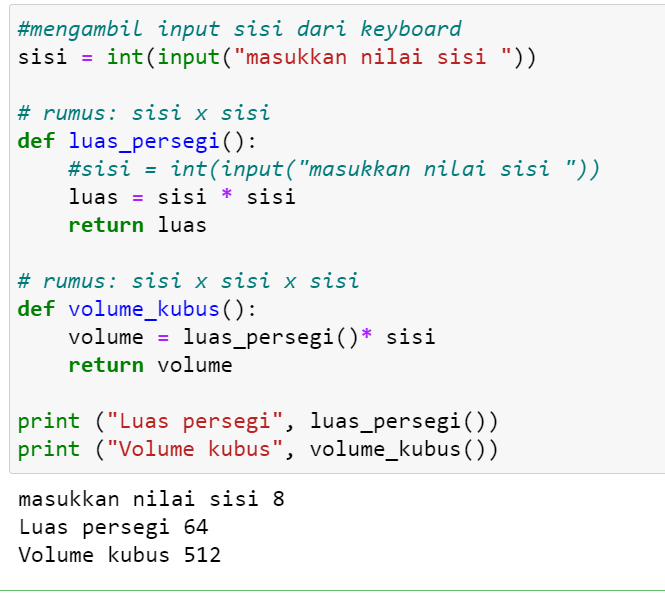 #mengambil input sisi dari keyboard
sisi = int(input("masukkan nilai sisi "))
# rumus: sisi x sisi
def luas_persegi():
    #sisi = int(input("masukkan nilai sisi "))
    luas = sisi * sisi
    return luas
# rumus: sisi x sisi x sisi
def volume_kubus():
    volume = luas_persegi()* sisi
    return volume
print ("Luas persegi", luas_persegi())
print ("Volume kubus", volume_kubus())
masukkan nilai sisi 8
Luas persegi 64
Volume kubus 512